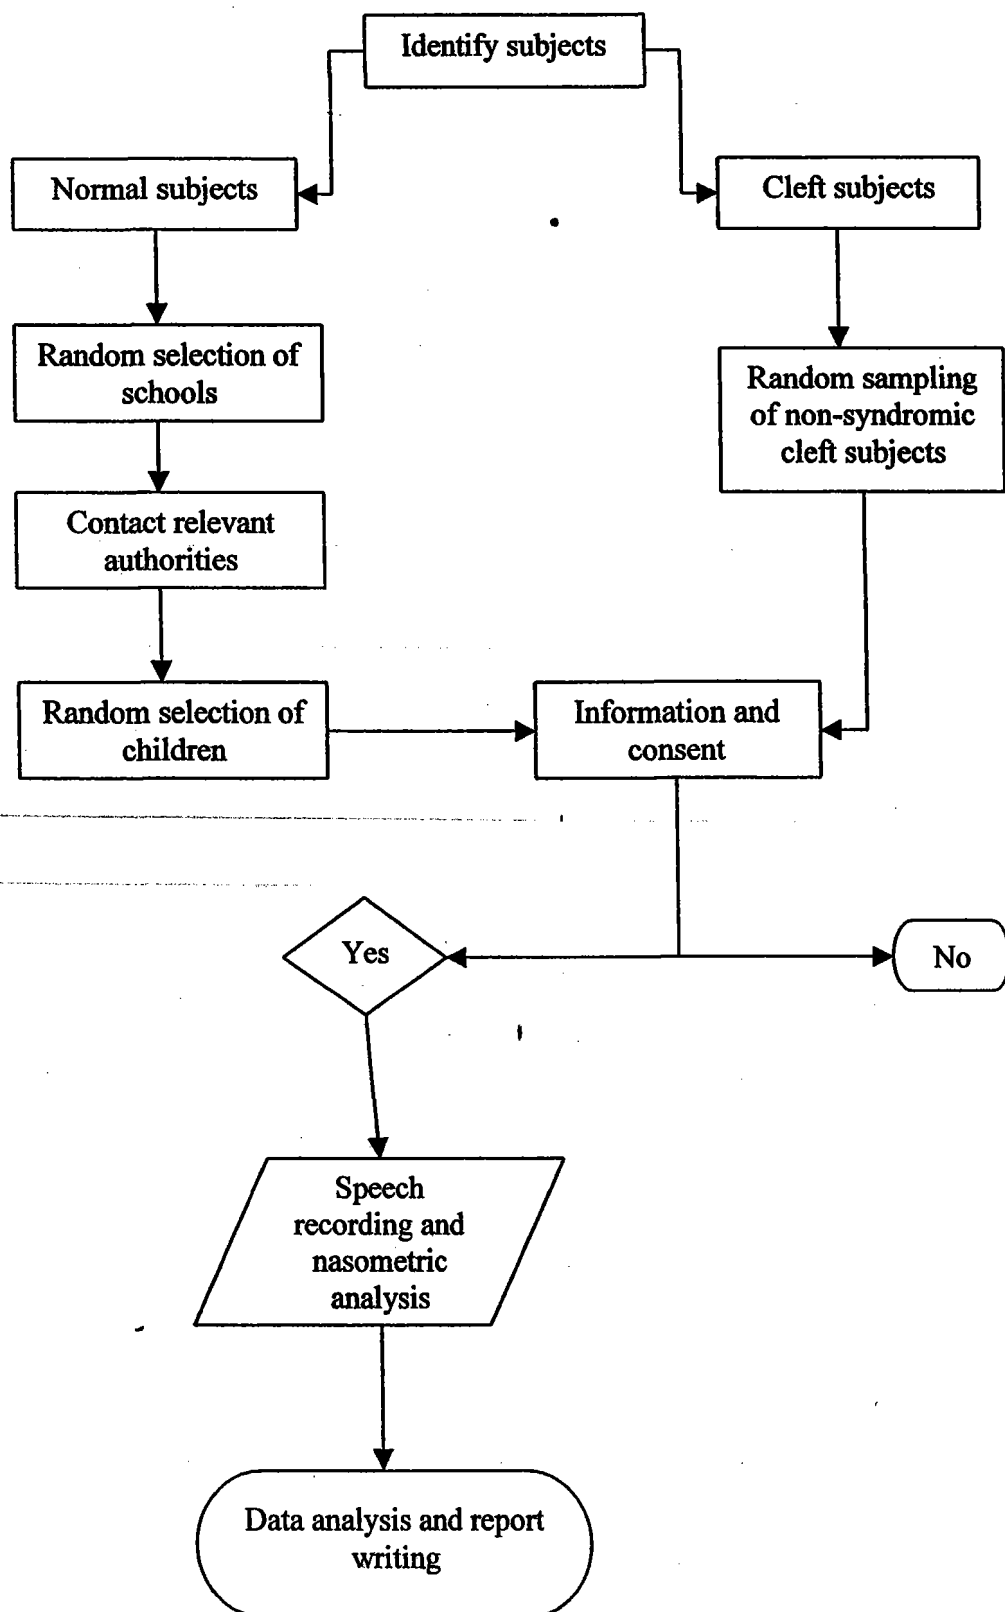 Identify subjects
Normal subjects
Cleft subjects
Random selection of
schools
Random sampling
of non-syndromic
cleft subjects
Contact relevant
authorities
Random selection of
children
Information and
consent
Yes
No
Speech
recording and
nasometric
analysis
Data analysis and report
writing